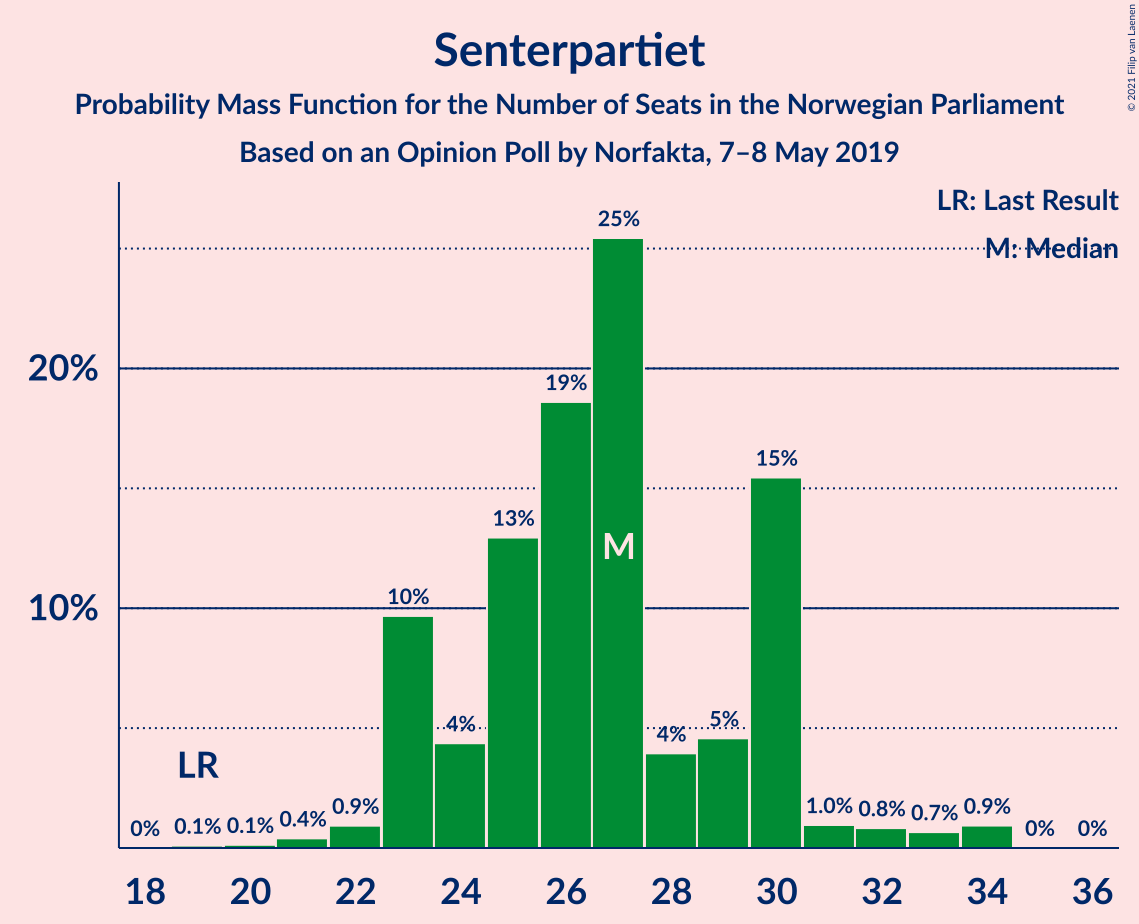 Senterpartiet
Probability Mass Function for the Number of Seats in the Norwegian Parliament
Based on an Opinion Poll by Norfakta, 7–8 May 2019
© 2021 Filip van Laenen
LR: Last Result
M: Median
20%
10%
LR
M
0%
0.1%
0.1%
0.4%
0.9%
10%
4%
13%
19%
25%
4%
5%
15%
1.0%
0.8%
0.7%
0.9%
0%
0%
18 20 22 24 26 28 30 32 34 36